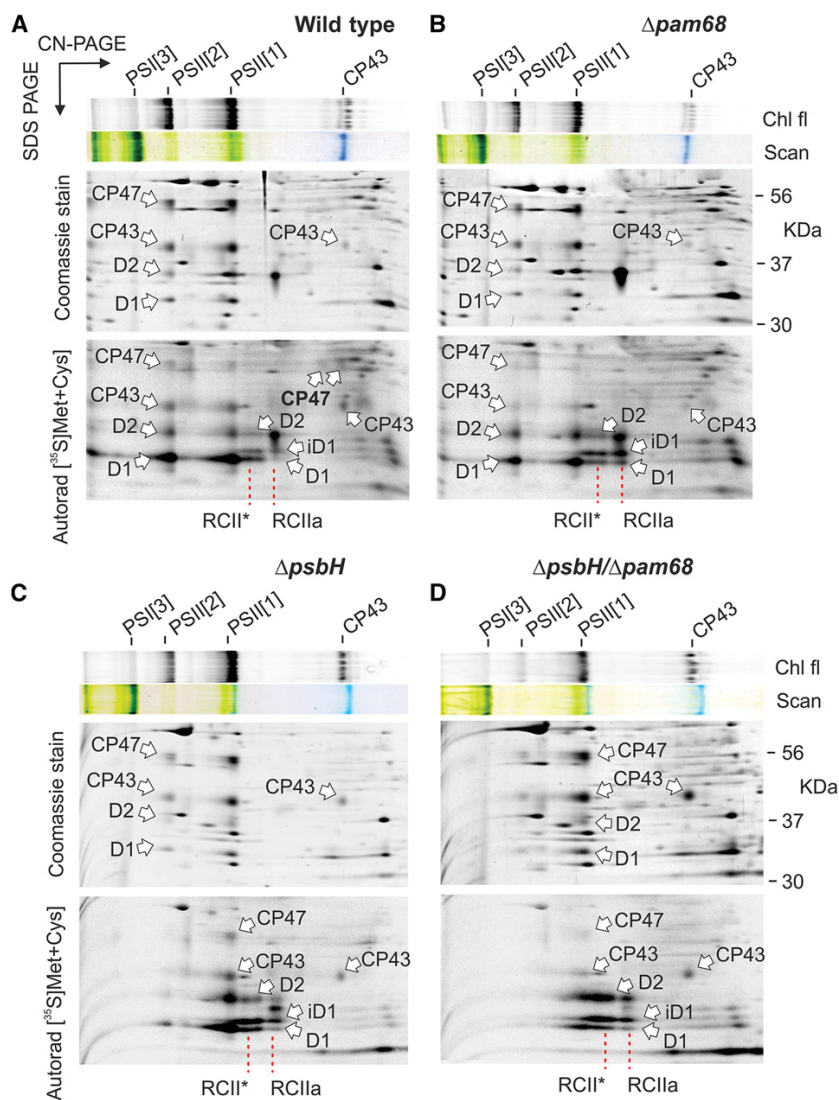 A
Wild type
B
Δpam68
CN-PAGE
SDS PAGE
PSI[3]
PSII[2]
PSII[1]
CP43
PSI[3]
PSII[2]
PSII[1]
CP43
Chl fl
Scan
Coomassie stain
CP47
CP43
D2
D1
CP43
CP47
CP43
D2
D1
CP43
56
KDa
37
30
Autorad [³⁵S]Met+Cys]
CP47
CP43
D2
D1
CP47
CP43
D2
iD1
D1
RCII*
RCIIa
CP47
CP43
D2
D1
CP43
D2
iD1
D1
RCII*
RCIIa
C
ΔpsbH
D
ΔpsbH/Δpam68
PSI[3]
PSII[2]
PSII[1]
CP43
PSI[3]
PSII[2]
PSII[1]
CP43
Chl fl
Scan
Coomassie stain
CP47
CP43
D2
D1
CP43
CP47
CP43
D2
D1
56
KDa
37
30
Autorad [³⁵S]Met+Cys]
CP47
CP43
CP43
D2
iD1
D1
RCII*
RCIIa
CP47
CP43
CP43
D2
iD1
D1
RCII*
RCIIa